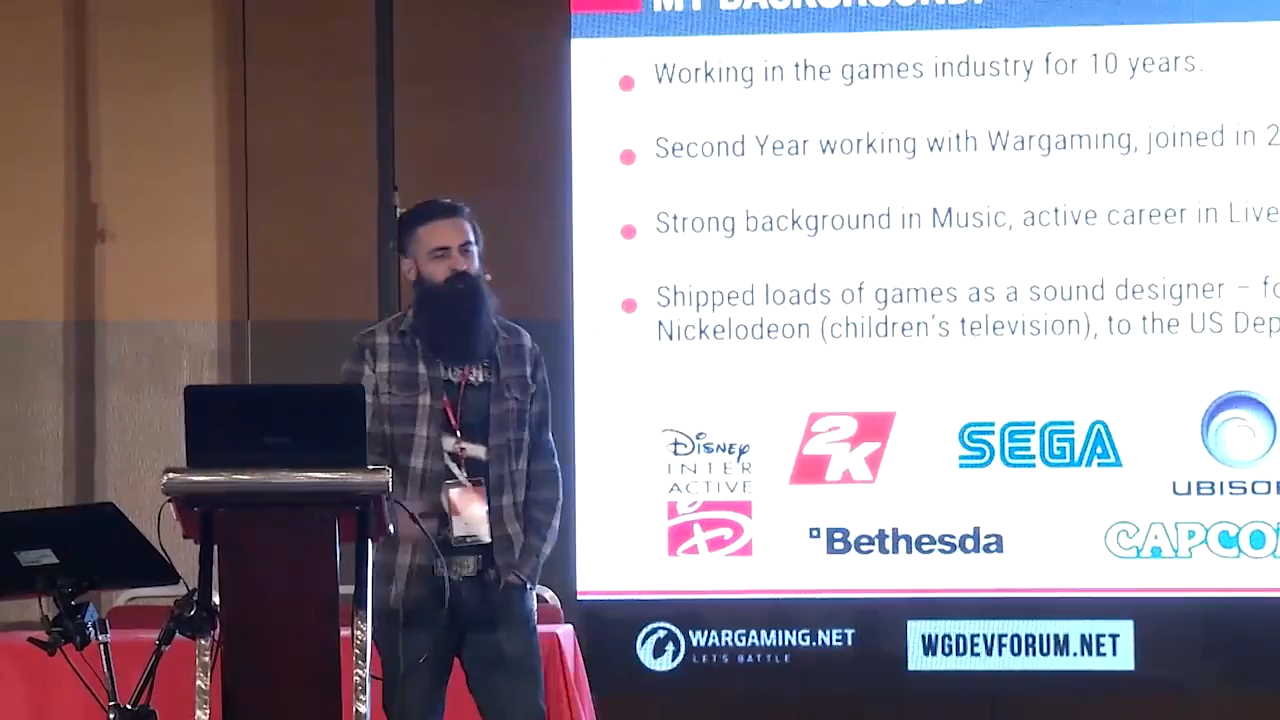 MY BACKGROUND:
Working in the games industry for 10 years.
Second Year working with Wargaming, joined in 2
Strong background in Music, active career in Live
Shipped loads of games as a sound designer – fo
Nickelodeon (children's television), to the US Dep
DISNEY
INTER
ACTIVE
2K
SEGA
UBISOF
Bethesda
CAPCO
WARGAMING.NET
LETS BATTLE
WGDEVFORUM.NET